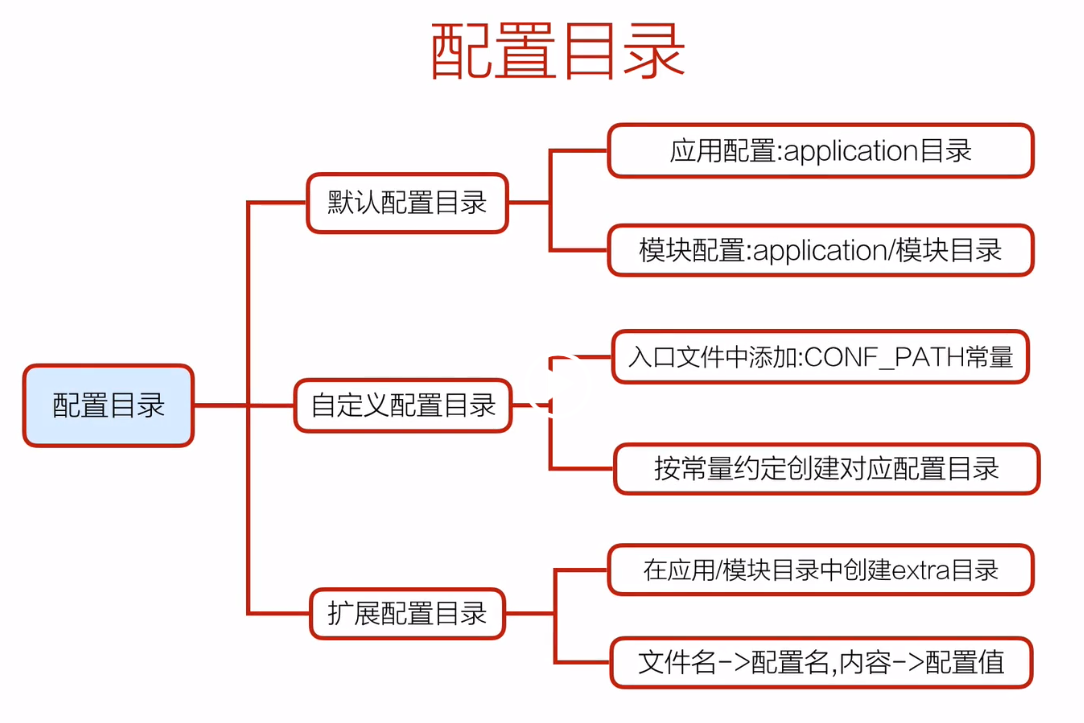 配置目录
应用配置:application目录
默认配置目录
模块配置:application/模块目录
入口文件中添加:CONF_PATH常量
配置目录
自定义配置目录
按常量约定创建对应配置目录
在应用/模块目录中创建extra目录
扩展配置目录
文件名->配置名,内容->配置值